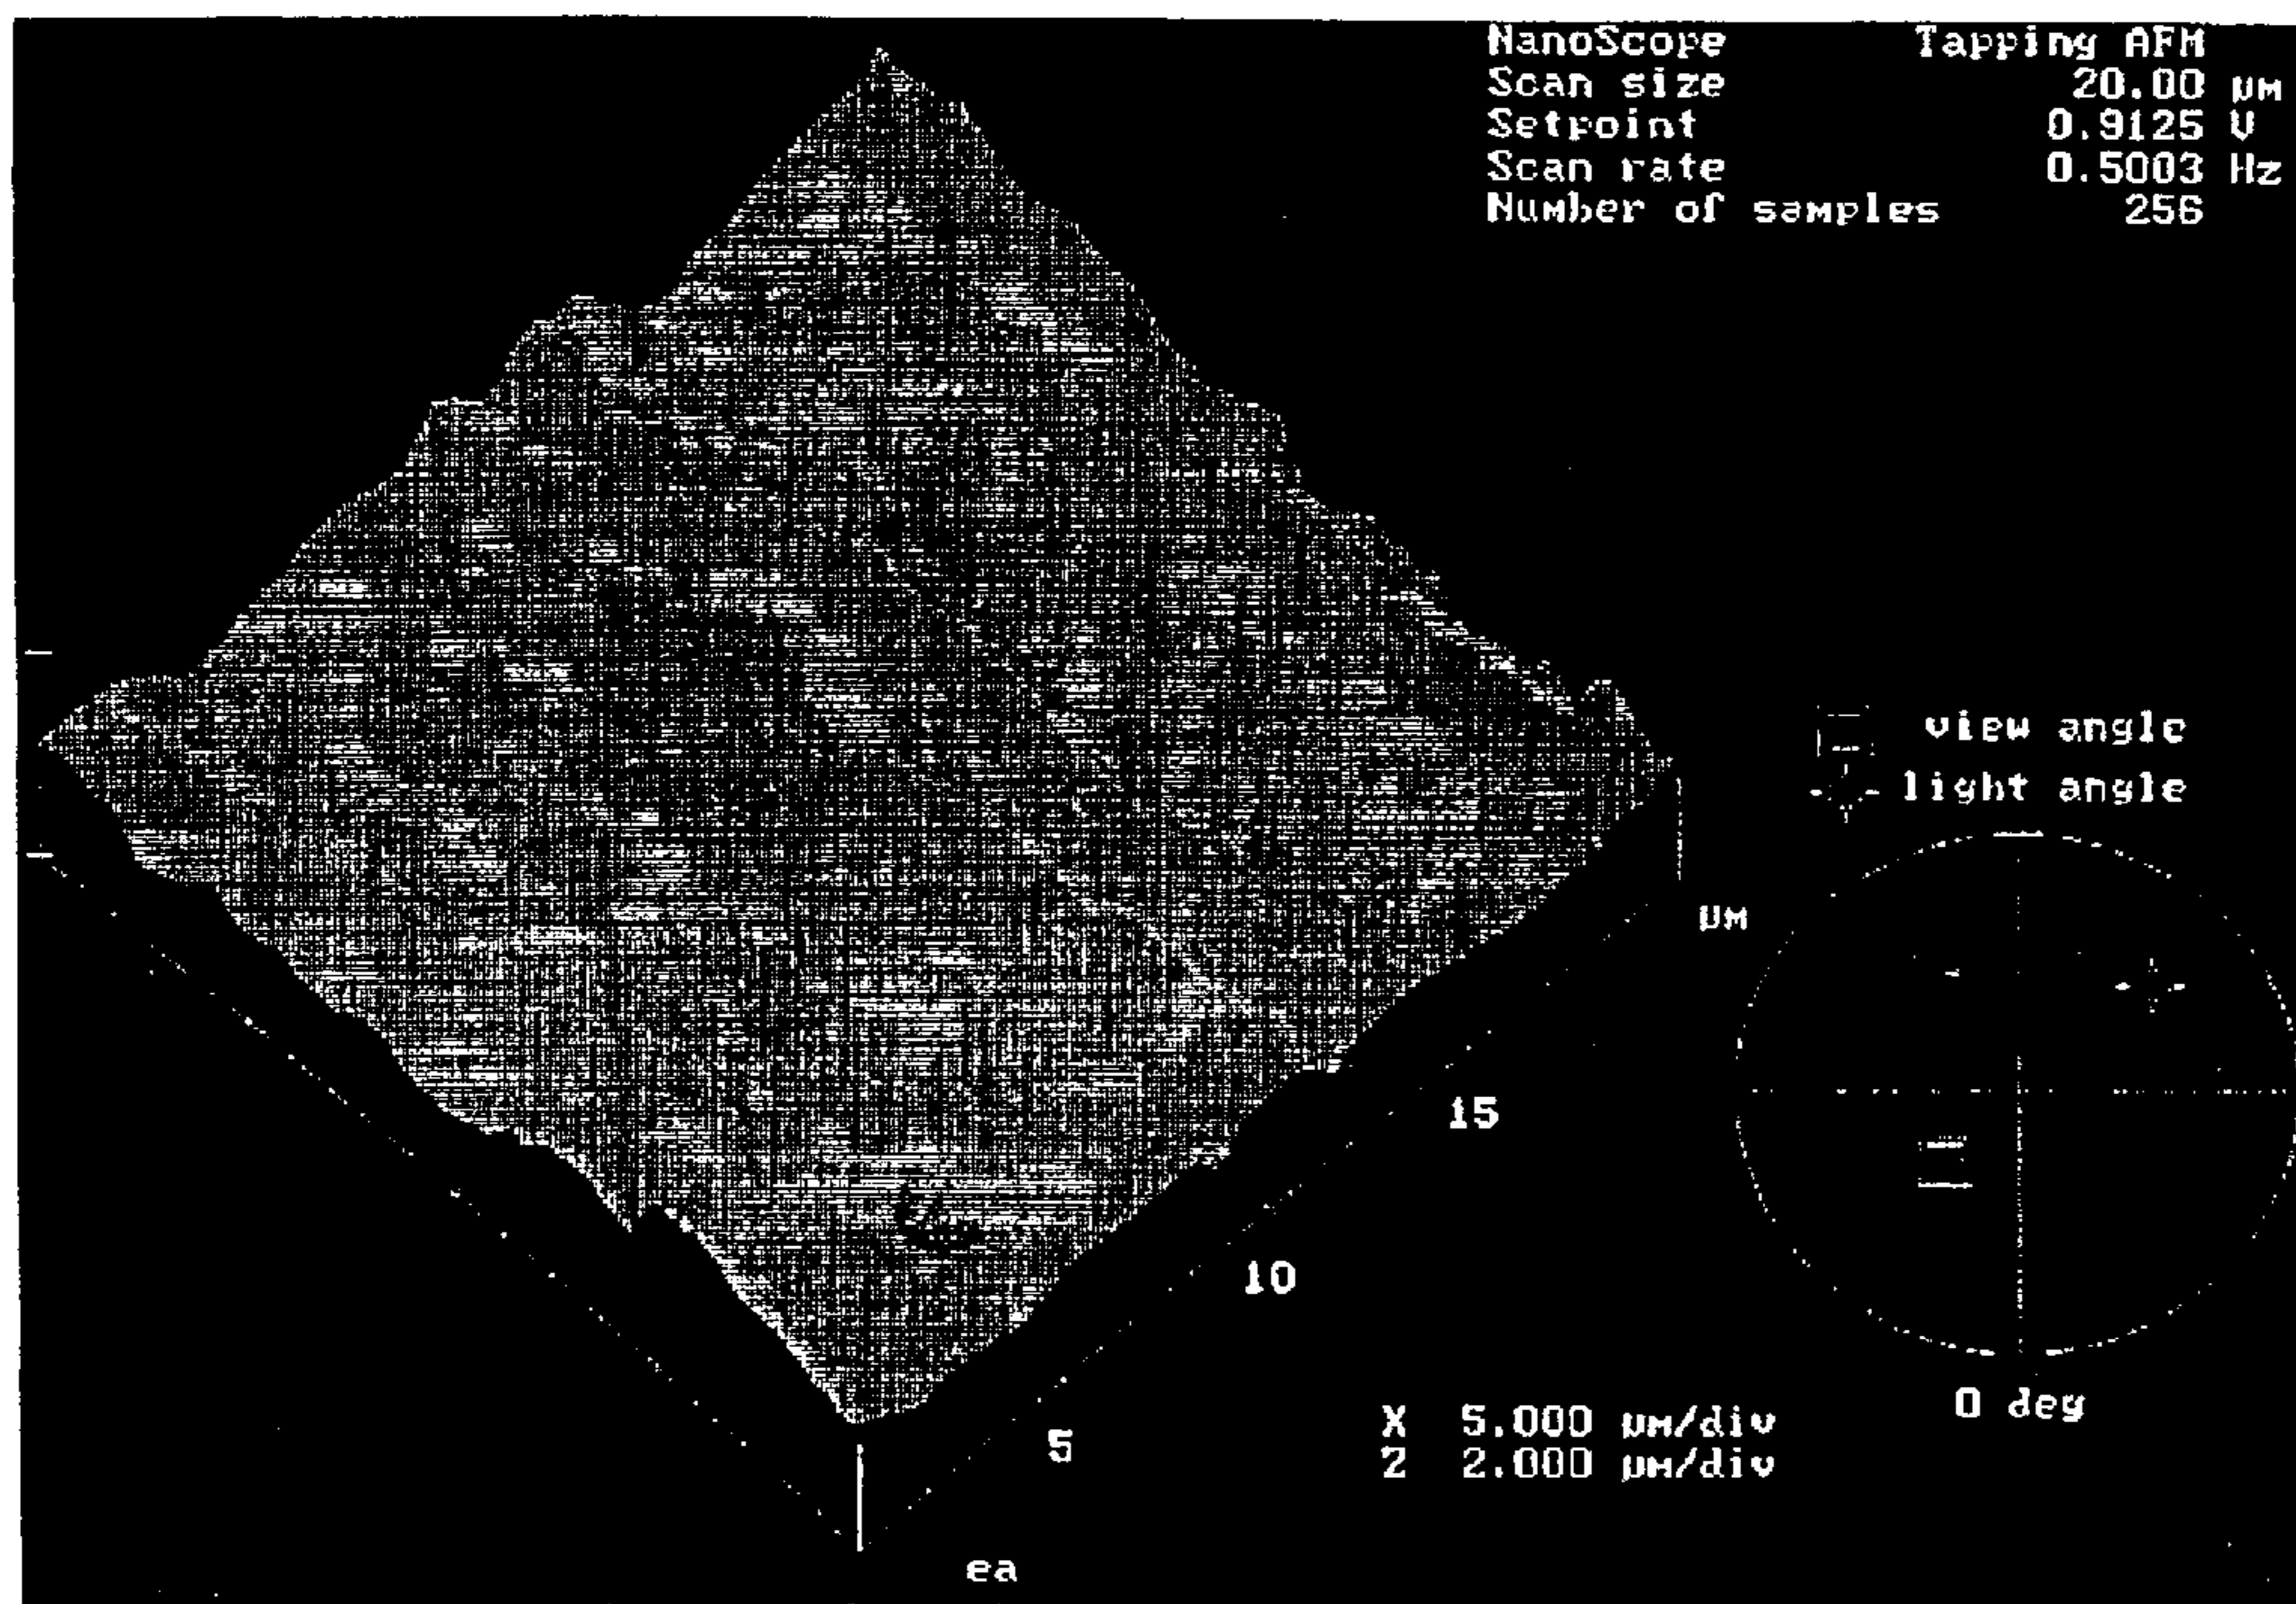 NanoScope Tapping AFM
Scan size 20.00 µm
Setpoint 0.9125 V
Scan rate 0.5003 Hz
Number of samples 256
view angle
light angle
µm
15
10
5
X 5.000 µm/div
Z 2.000 µm/div
0 deg
ea